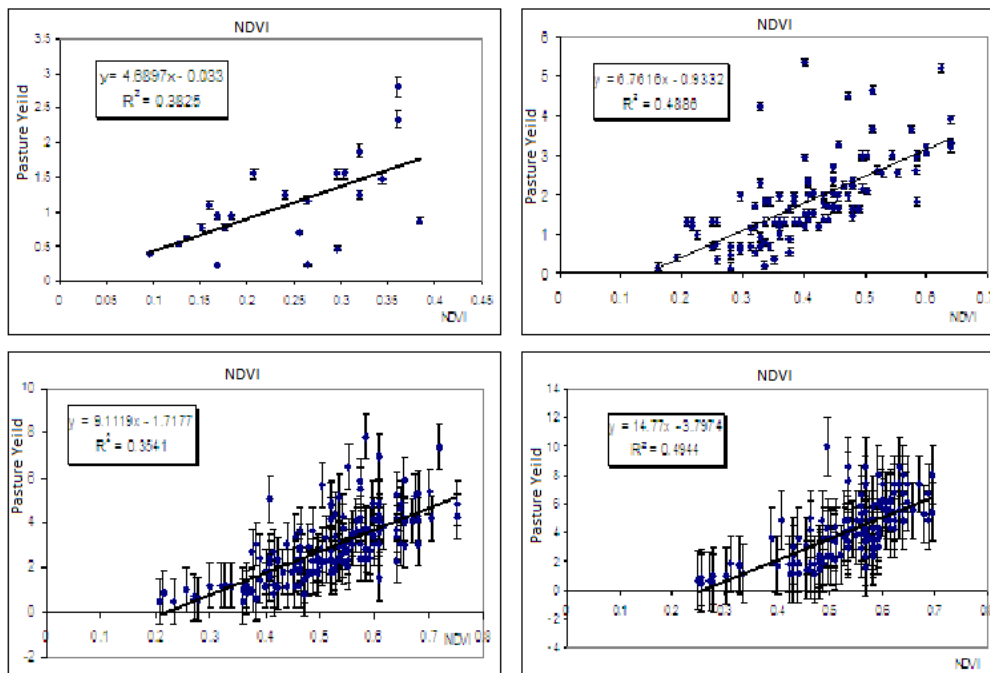 NDVI
3.5
3
2.5
2
1.5
1
0.5
0
y = 4.6897x - 0.033
R² = 0.3825
Pasture Yeild
0 0.05 0.1 0.15 0.2 0.25 0.3 0.35 0.4 0.45
NDVI
NDVI
6
5
4
3
2
1
0
y = 6.7616x - 0.9332
R² = 0.4886
Pasture Yeild
0 0.1 0.2 0.3 0.4 0.5 0.6 0.7
NDVI
NDVI
10
8
6
4
2
0
-2
y = 9.1119x - 1.7177
R² = 0.3541
Pasture Yeild
0 0.1 0.2 0.3 0.4 0.5 0.6 0.7 0.8
NDVI
NDVI
14
12
10
8
6
4
2
0
-2
-4
y = 14.77x - 3.7974
R² = 0.4944
Pasture Yeild
0 0.1 0.2 0.3 0.4 0.5 0.6 0.7 0.8
NDVI